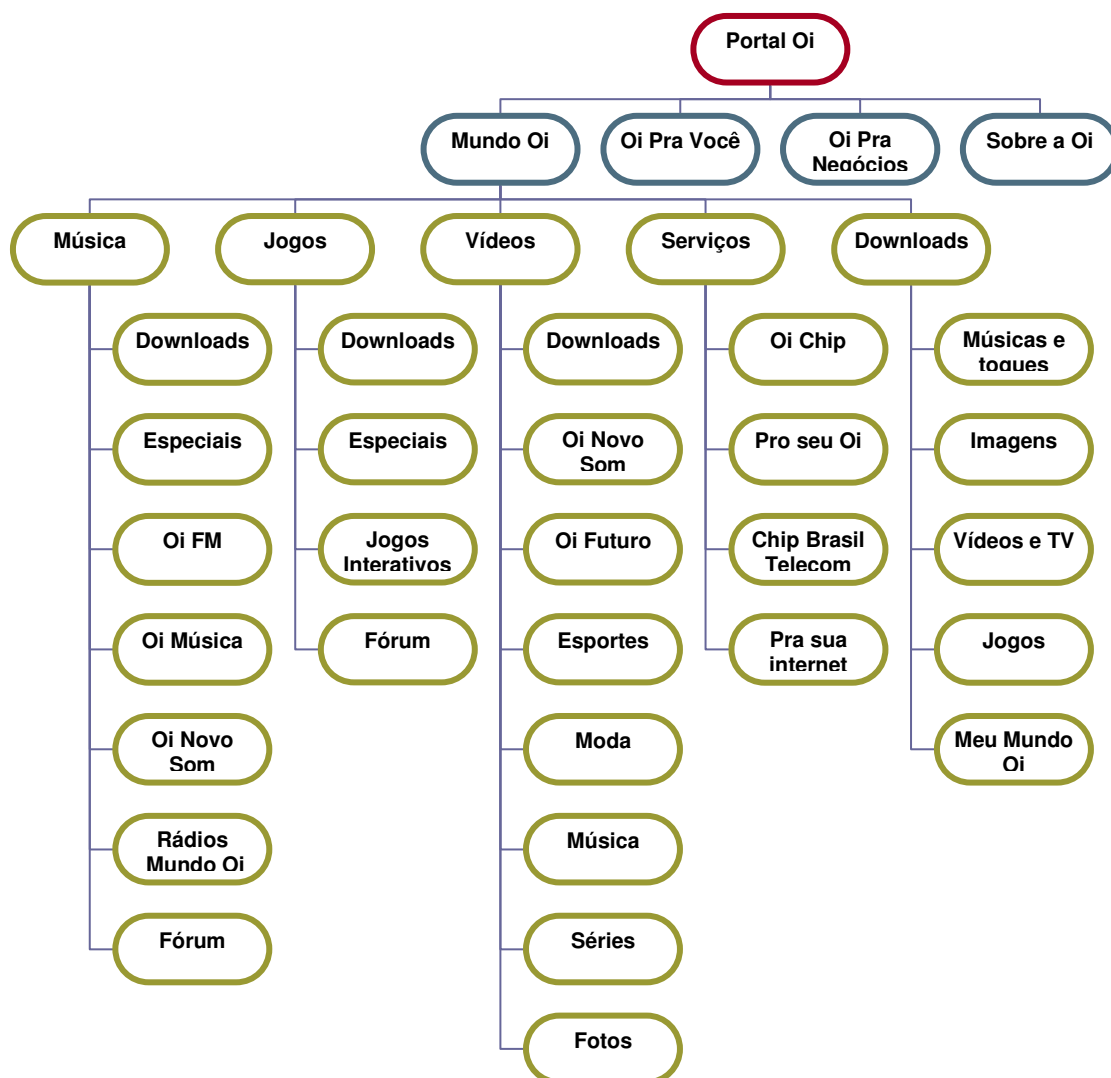 Portal Oi
Mundo Oi
Oi Pra Você
Oi Pra
Negócios
Sobre a Oi
Música
Jogos
Vídeos
Serviços
Downloads
Downloads
Downloads
Downloads
Oi Chip
Músicas e
toques
Especiais
Especiais
Oi Novo
Som
Pro seu Oi
Imagens
Oi FM
Jogos
Interativos
Oi Futuro
Chip Brasil
Telecom
Vídeos e TV
Oi Música
Fórum
Esportes
Pra sua
internet
Jogos
Oi Novo
Som
Moda
Meu Mundo
Oi
Rádios
Mundo Oi
Música
Fórum
Séries
Fotos